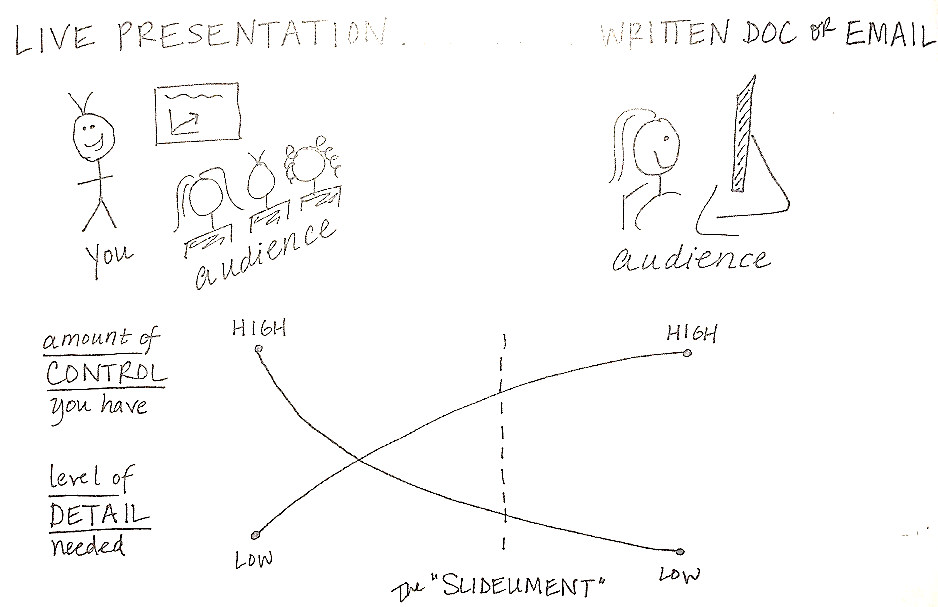 LIVE PRESENTATION ........ WRITTEN DOC OR EMAIL
you
audience
audience
amount of
CONTROL
you have
HIGH
HIGH
level of
DETAIL
needed
LOW
LOW
The "SLIDEUMENT"